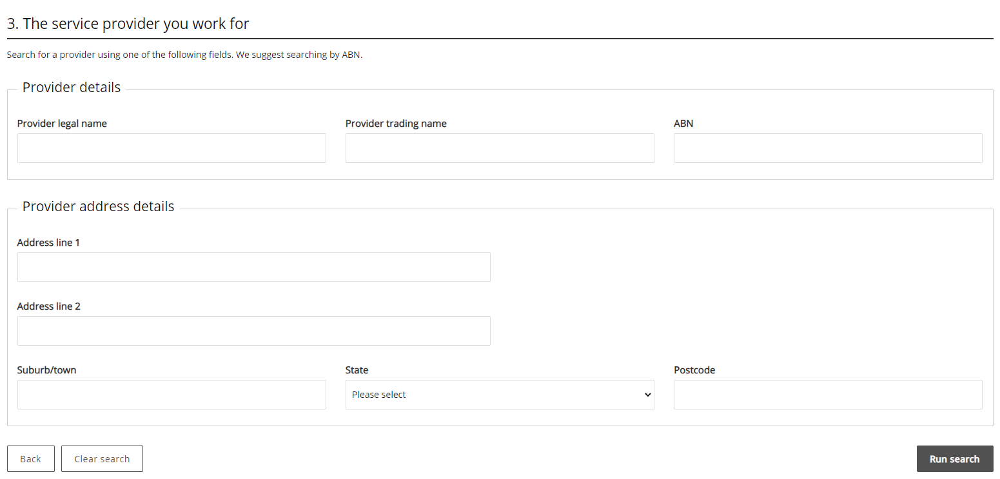 3. The service provider you work for
Search for a provider using one of the following fields. We suggest searching by ABN.
Provider details
Provider legal name
Provider trading name
ABN
Provider address details
Address line 1
Address line 2
Suburb/town
State
Postcode
Please select
Back
Clear search
Run search